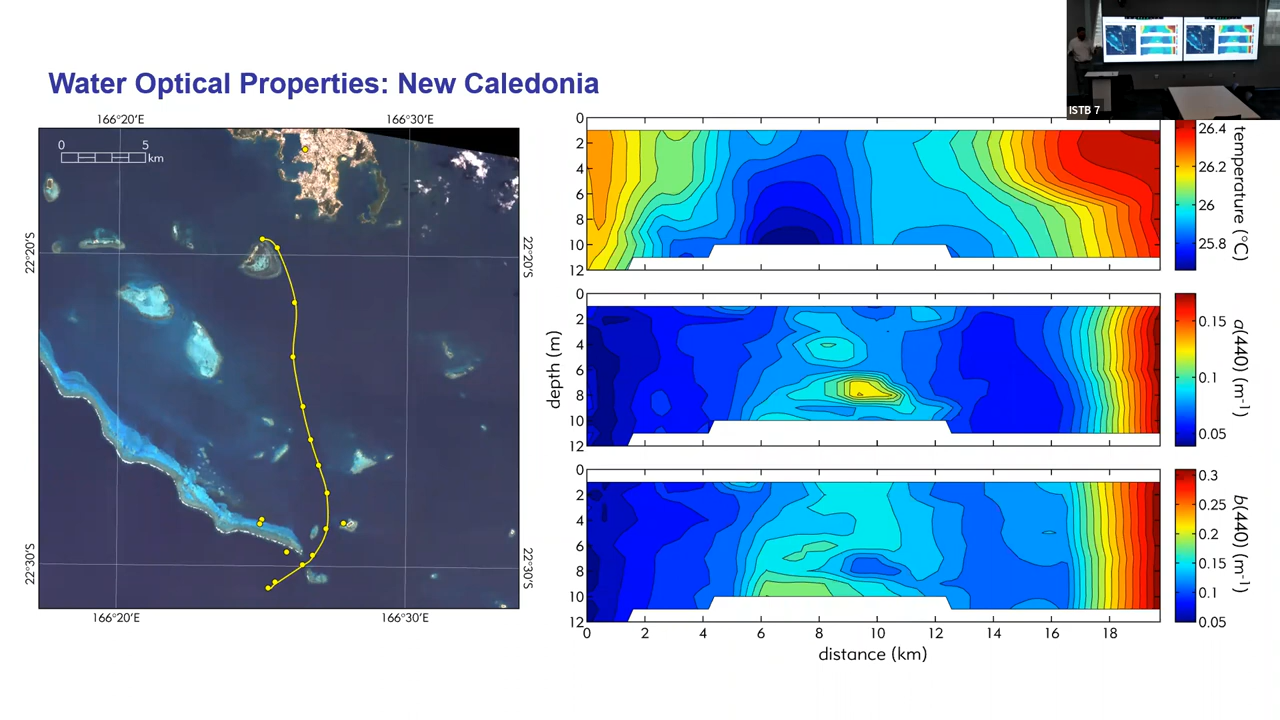 ISTB 7
Water Optical Properties: New Caledonia
166°20'E 166°30'E
0 5
km
22°20'S 22°20'S
22°30'S 22°30'S
166°20'E 166°30'E
0
2
4
6
8
10
12
26.4
26.2
26
25.8
temperature (°C)
0
2
4
6
8
10
12
0.15
0.1
0.05
a(440) (m-1)
depth (m)
0
2
4
6
8
10
12
0.3
0.25
0.2
0.15
0.1
0.05
b(440) (m-1)
0 2 4 6 8 10 12 14 16 18
distance (km)